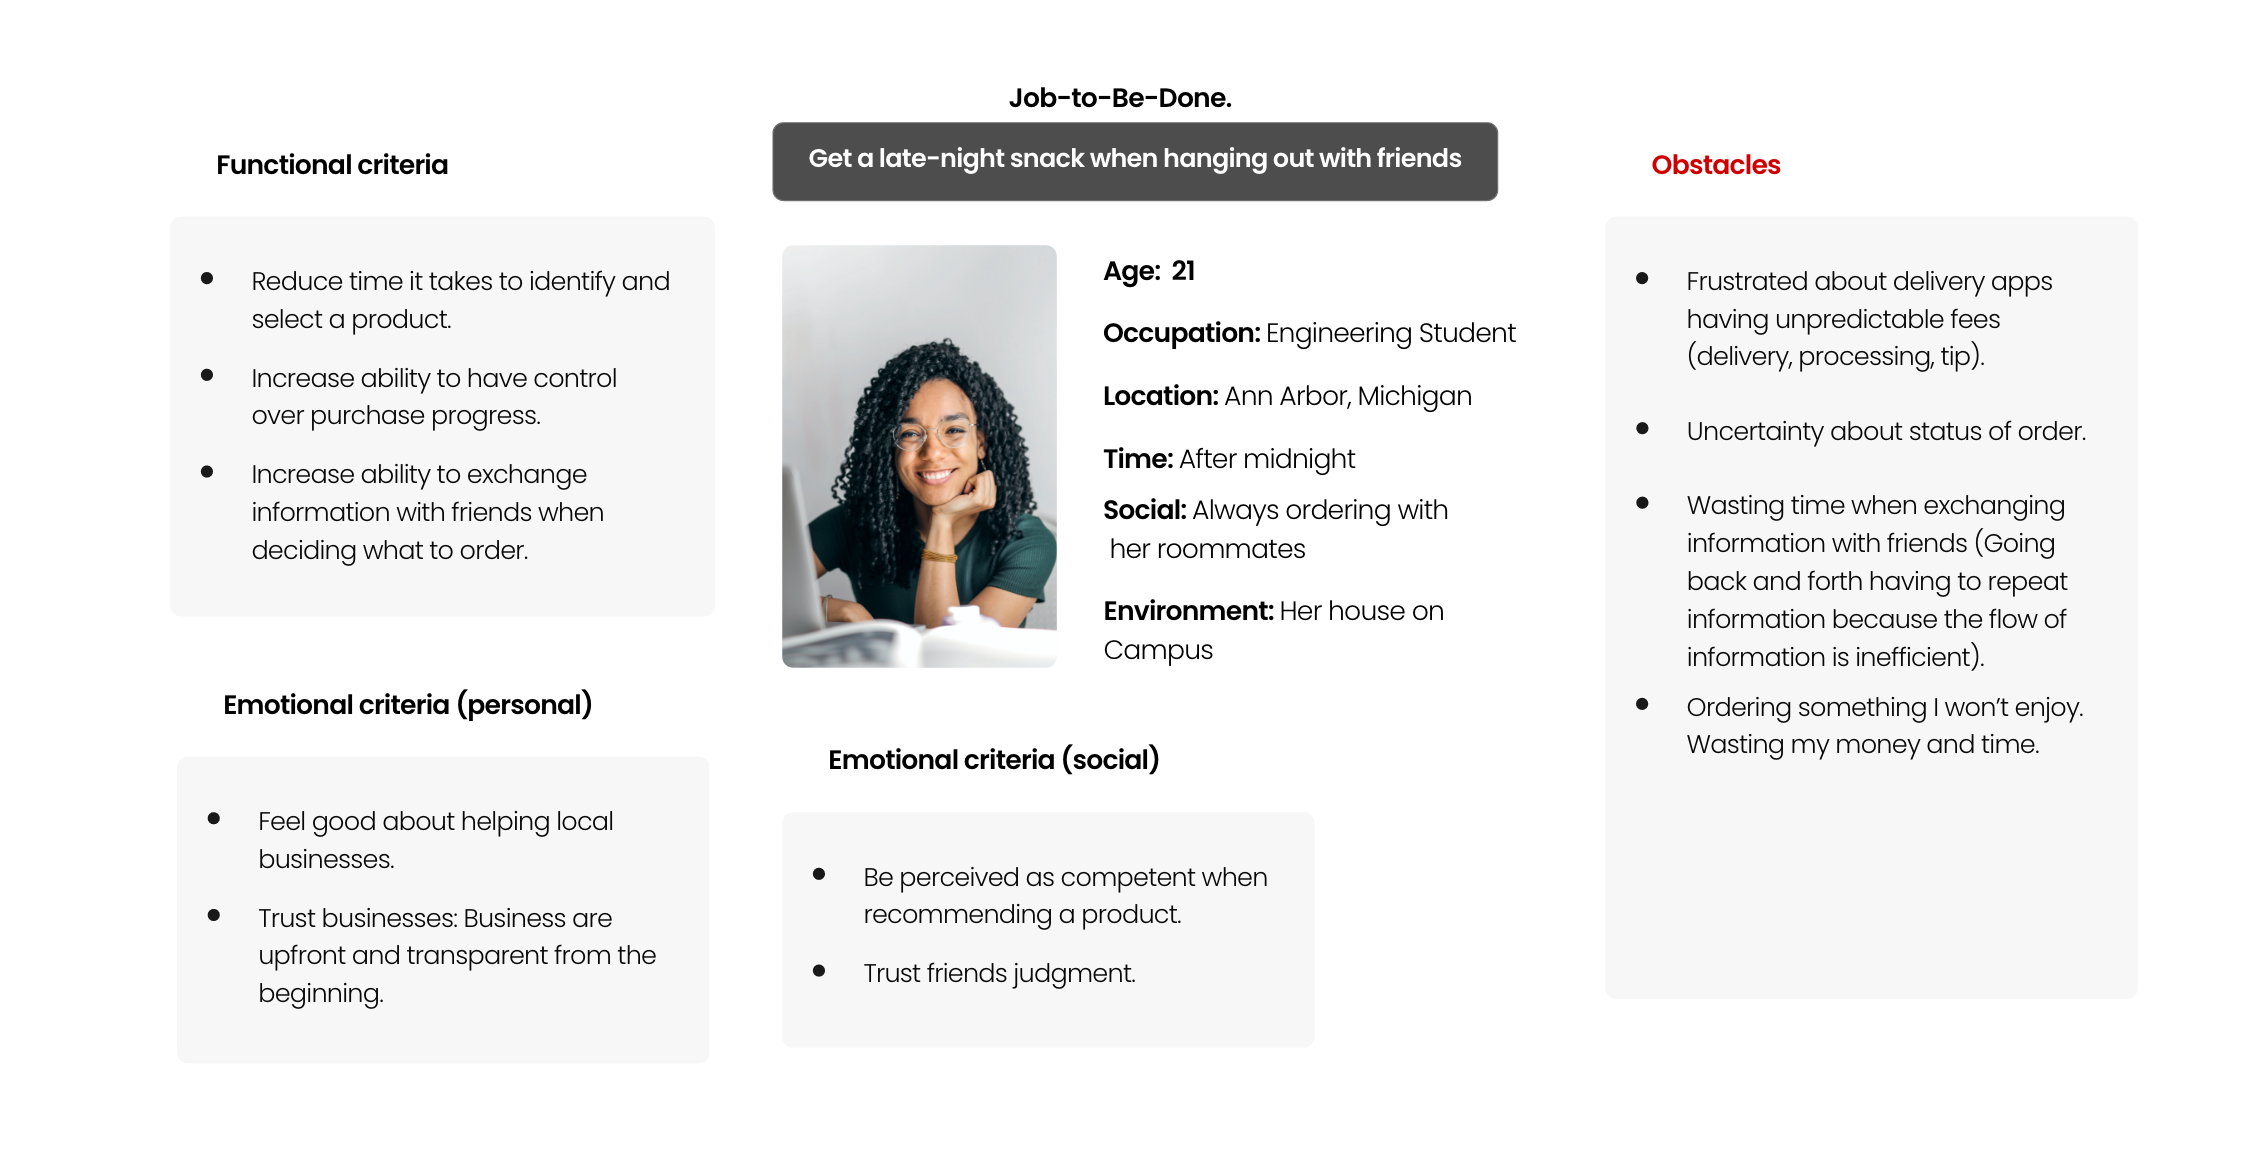 Job-to-Be-Done.
Get a late-night snack when hanging out with friends
Functional criteria
Reduce time it takes to identify and
select a product.
Increase ability to have control
over purchase progress.
Increase ability to exchange
information with friends when
deciding what to order.
Emotional criteria (personal)
Feel good about helping local
businesses.
Trust businesses: Business are
upfront and transparent from the
beginning.
Age: 21
Occupation: Engineering Student
Location: Ann Arbor, Michigan
Time: After midnight
Social: Always ordering with
her roommates
Environment: Her house on
Campus
Emotional criteria (social)
Be perceived as competent when
recommending a product.
Trust friends judgment.
Obstacles
Frustrated about delivery apps
having unpredictable fees
(delivery, processing, tip).
Uncertainty about status of order.
Wasting time when exchanging
information with friends (Going
back and forth having to repeat
information because the flow of
information is inefficient).
Ordering something I won’t enjoy.
Wasting my money and time.